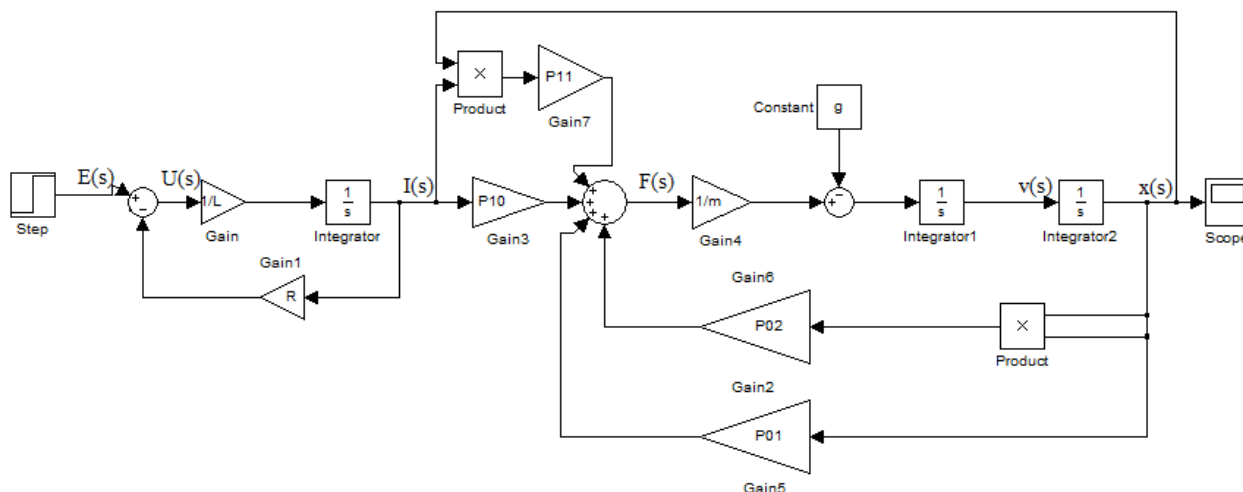 P11
×
Product
Gain7
Constant
g
E(s)
U(s)
I(s)
F(s)
v(s)
x(s)
Step
+
−
1/L
Gain
1
s
Integrator
P10
Gain3
+
+
+
+
1/m
Gain4
+
−
1
s
Integrator1
1
s
Integrator2
Scope
Gain1
R
Gain6
P02
×
Product
Gain2
P01
Gain5